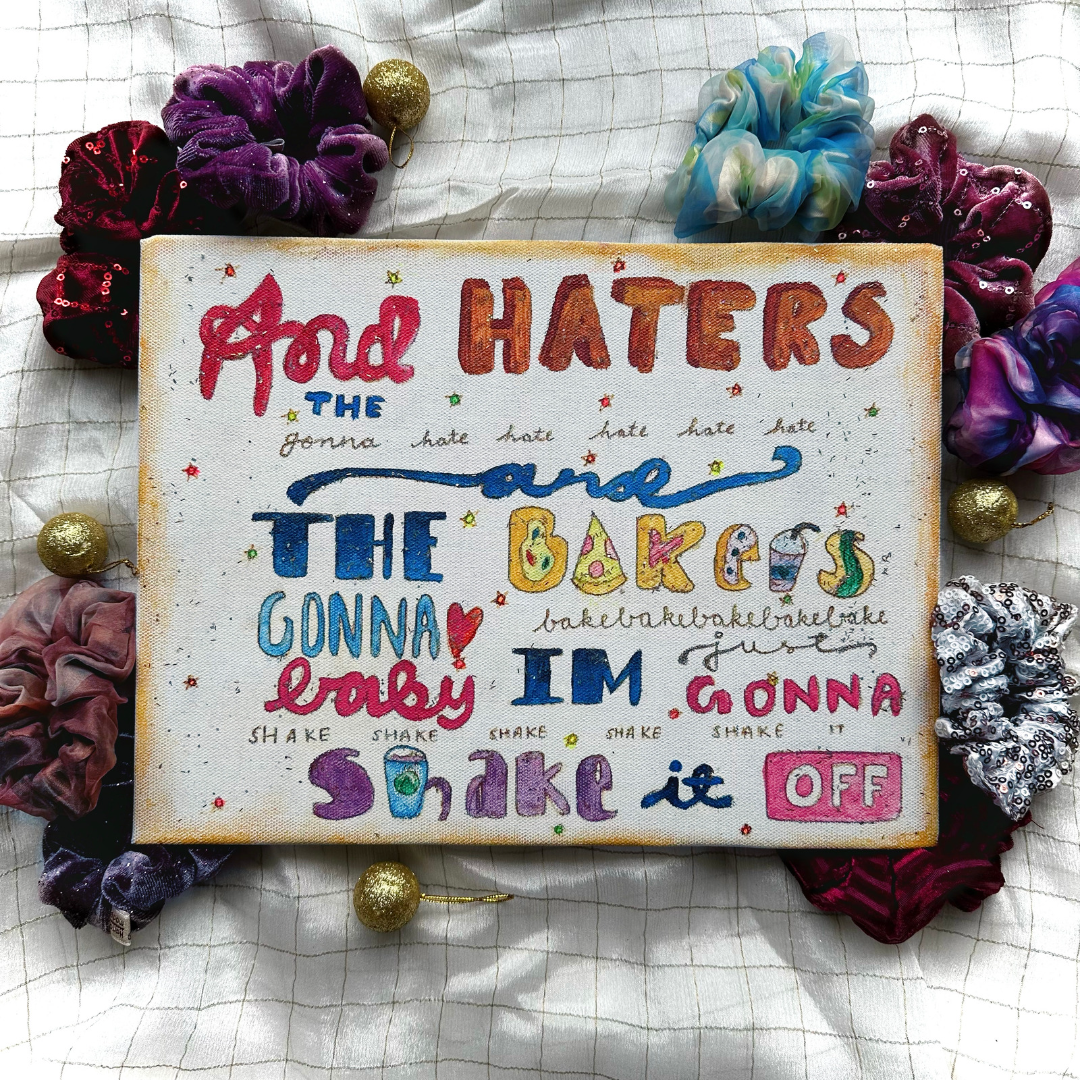 And HATERS
THE
gonna hate hate hate hate hate
and
THE BAKeRS
GONNA bakebakebakebakebake
just
baby IM GONNA
SHAKE SHAKE SHAKE SHAKE SHAKE IT
Shake it OFF